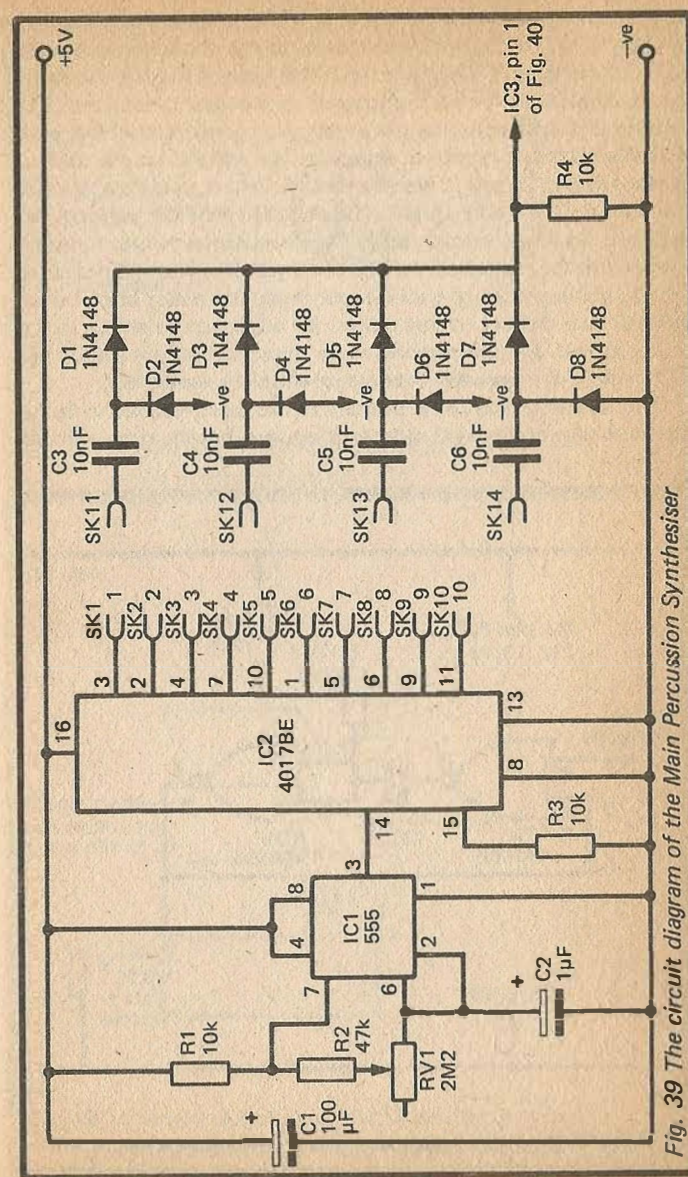 +5V
R1
10k
R2
47k
RV1
2M2
+
C1
100
µF
7
6
4
8
2
3
1
IC1
555
+
C2
1µF
14
15
R3
10k
16
IC2
4017BE
8
13
3
2
4
7
10
1
5
6
9
11
SK1
1
SK2
2
SK3
3
SK4
4
SK5
5
SK6
6
SK7
7
SK8
8
SK9
9
SK10
10
SK11
C3
10nF
D1
1N4148
D2
1N4148
–ve
SK12
C4
10nF
D3
1N4148
D4
1N4148
–ve
SK13
C5
10nF
D5
1N4148
D6
1N4148
–ve
SK14
C6
10nF
D7
1N4148
D8
1N4148
IC3, pin 1
of Fig. 40
R4
10k
–ve
Fig. 39 The circuit diagram of the Main Percussion Synthesiser